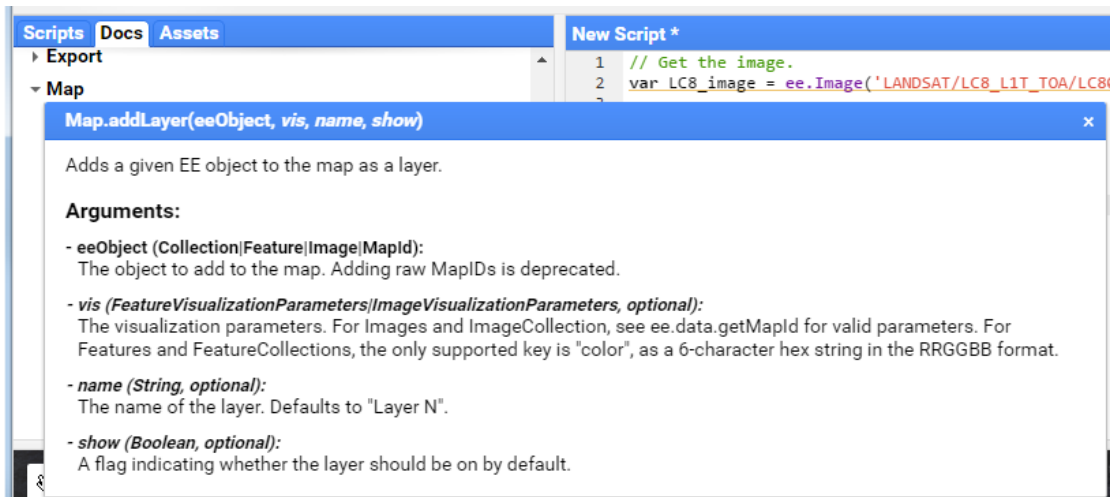 Scripts Docs Assets
New Script *
Export
Map
1 // Get the image.
2 var LC8_image = ee.Image('LANDSAT/LC8_L1T_TOA/LC8
Map.addLayer(eeObject, vis, name, show)
Adds a given EE object to the map as a layer.
Arguments:
- eeObject (Collection|Feature|Image|MapId):
The object to add to the map. Adding raw MapIDs is deprecated.
- vis (FeatureVisualizationParameters|ImageVisualizationParameters, optional):
The visualization parameters. For Images and ImageCollection, see ee.data.getMapId for valid parameters. For
Features and FeatureCollections, the only supported key is "color", as a 6-character hex string in the RRGGBB format.
- name (String, optional):
The name of the layer. Defaults to "Layer N".
- show (Boolean, optional):
A flag indicating whether the layer should be on by default.